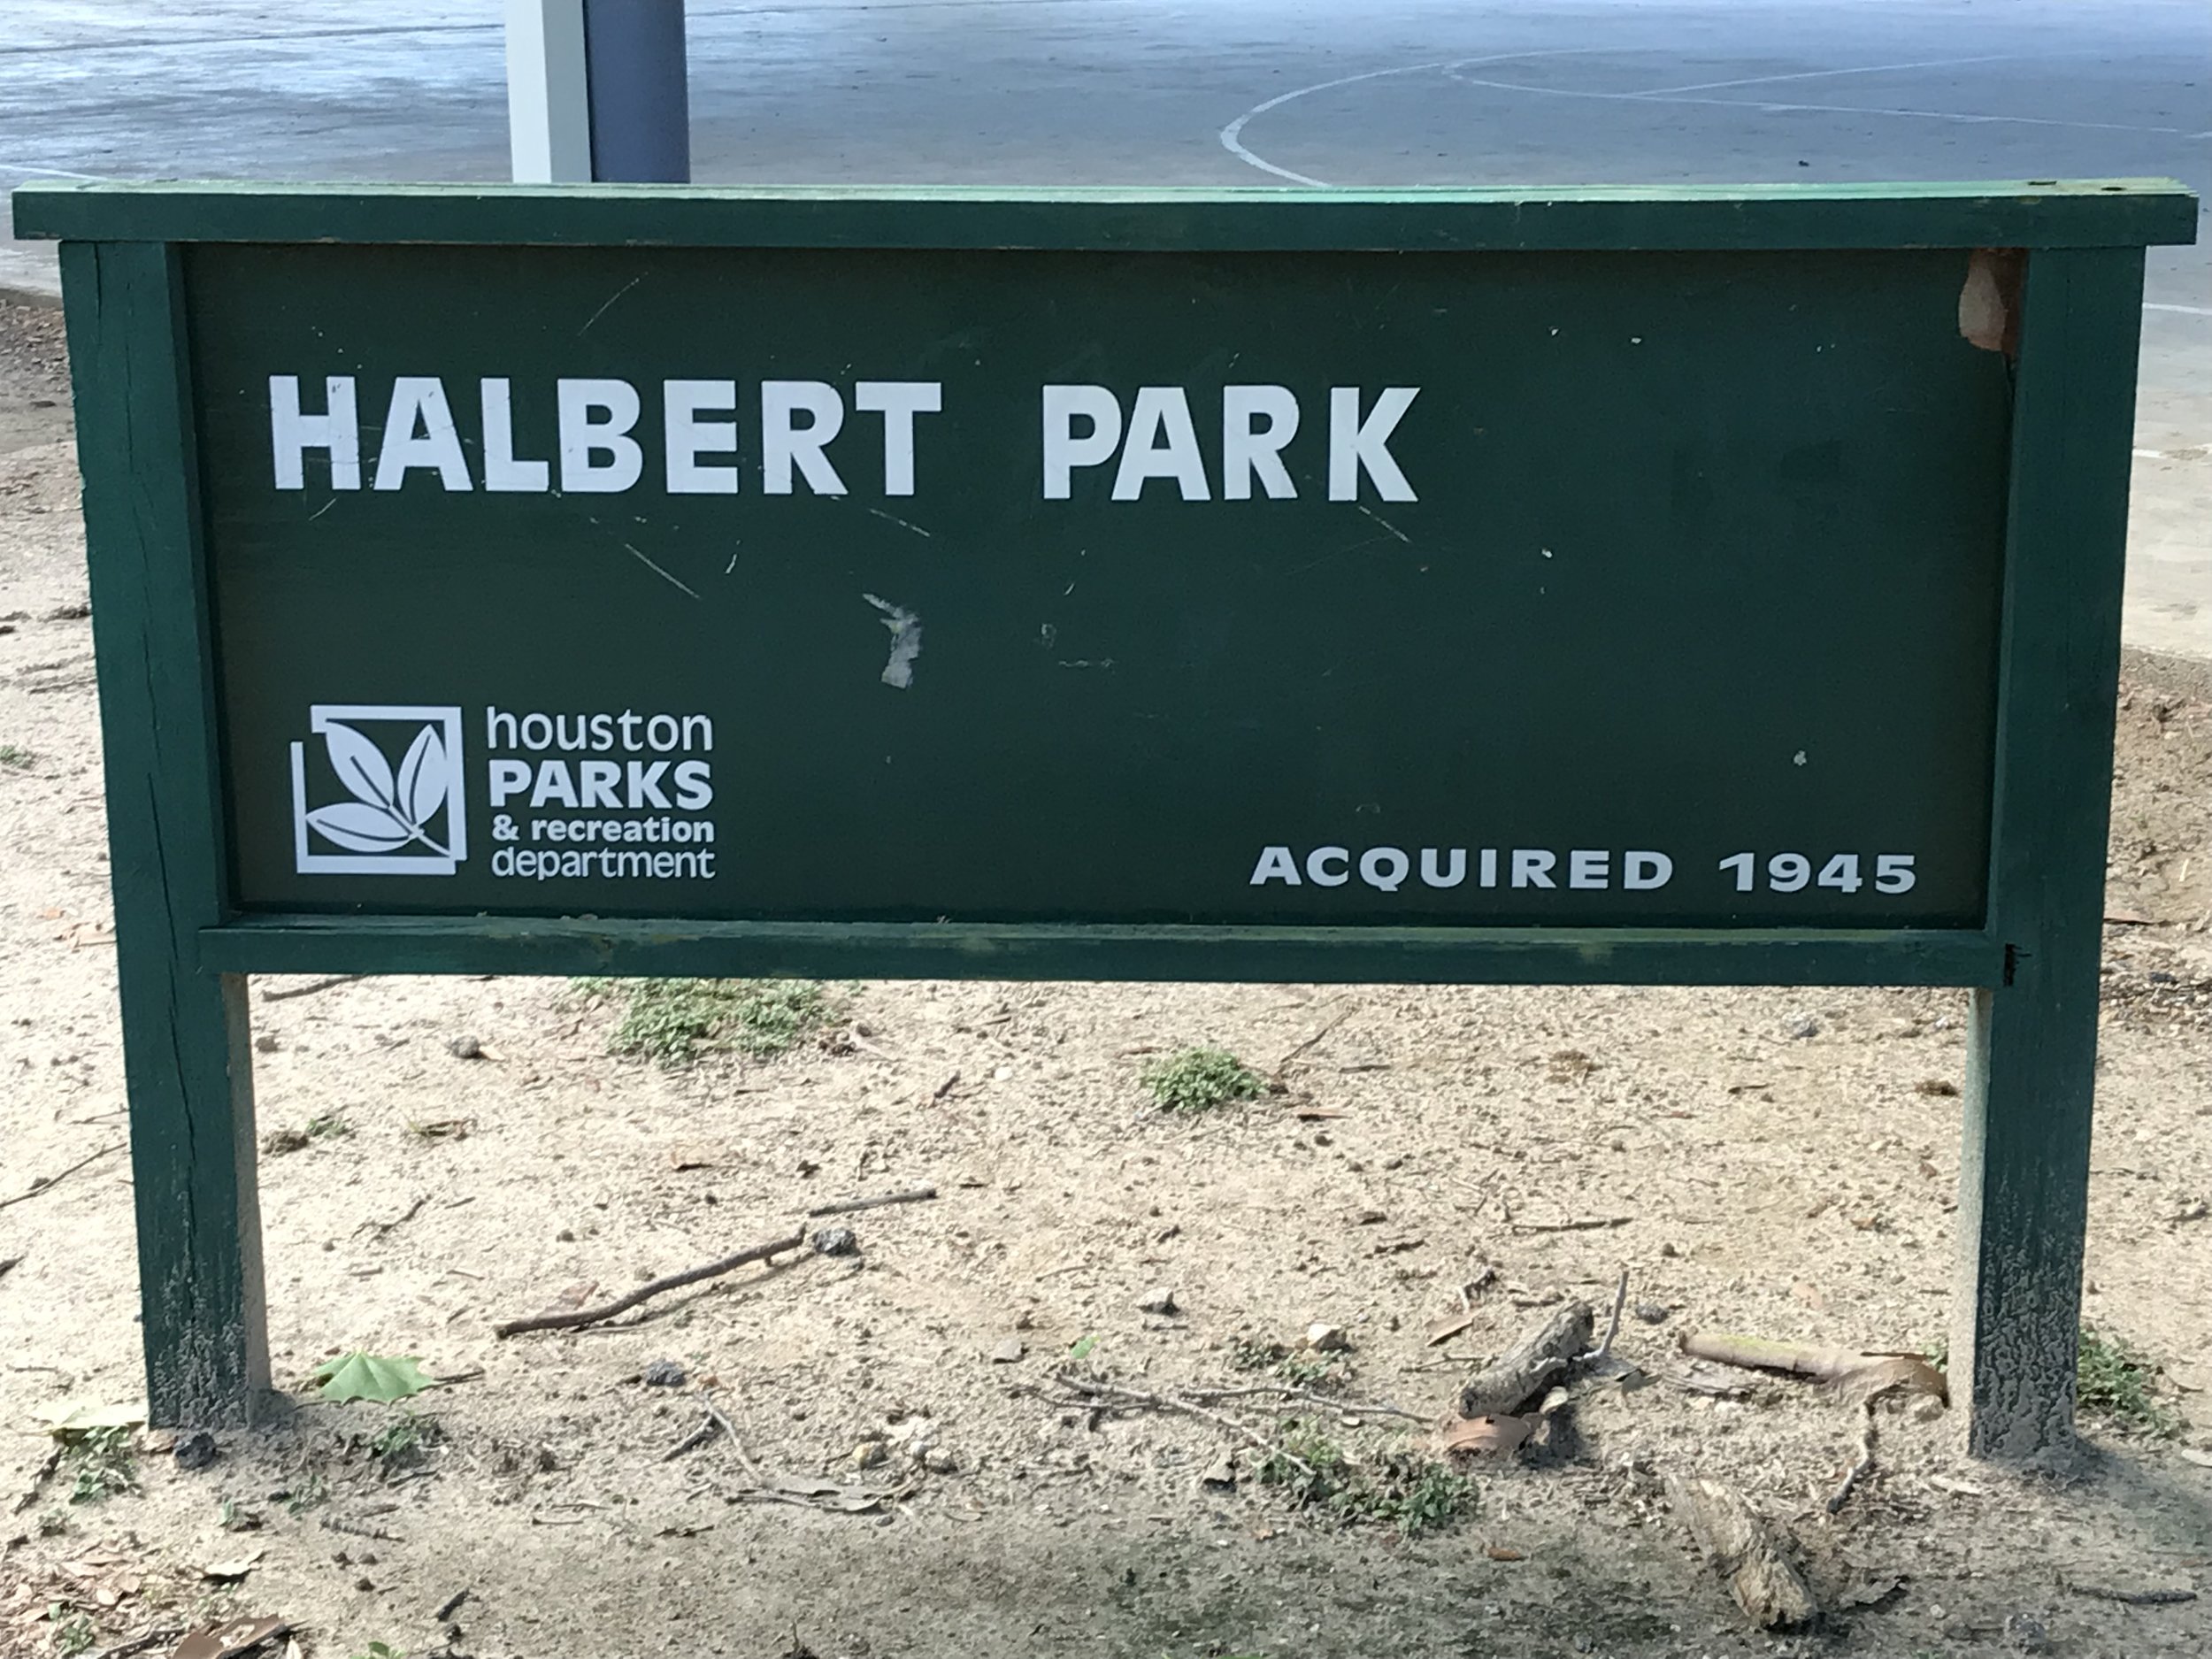 HALBERT PARK
houston
PARKS
& recreation
department
ACQUIRED 1945